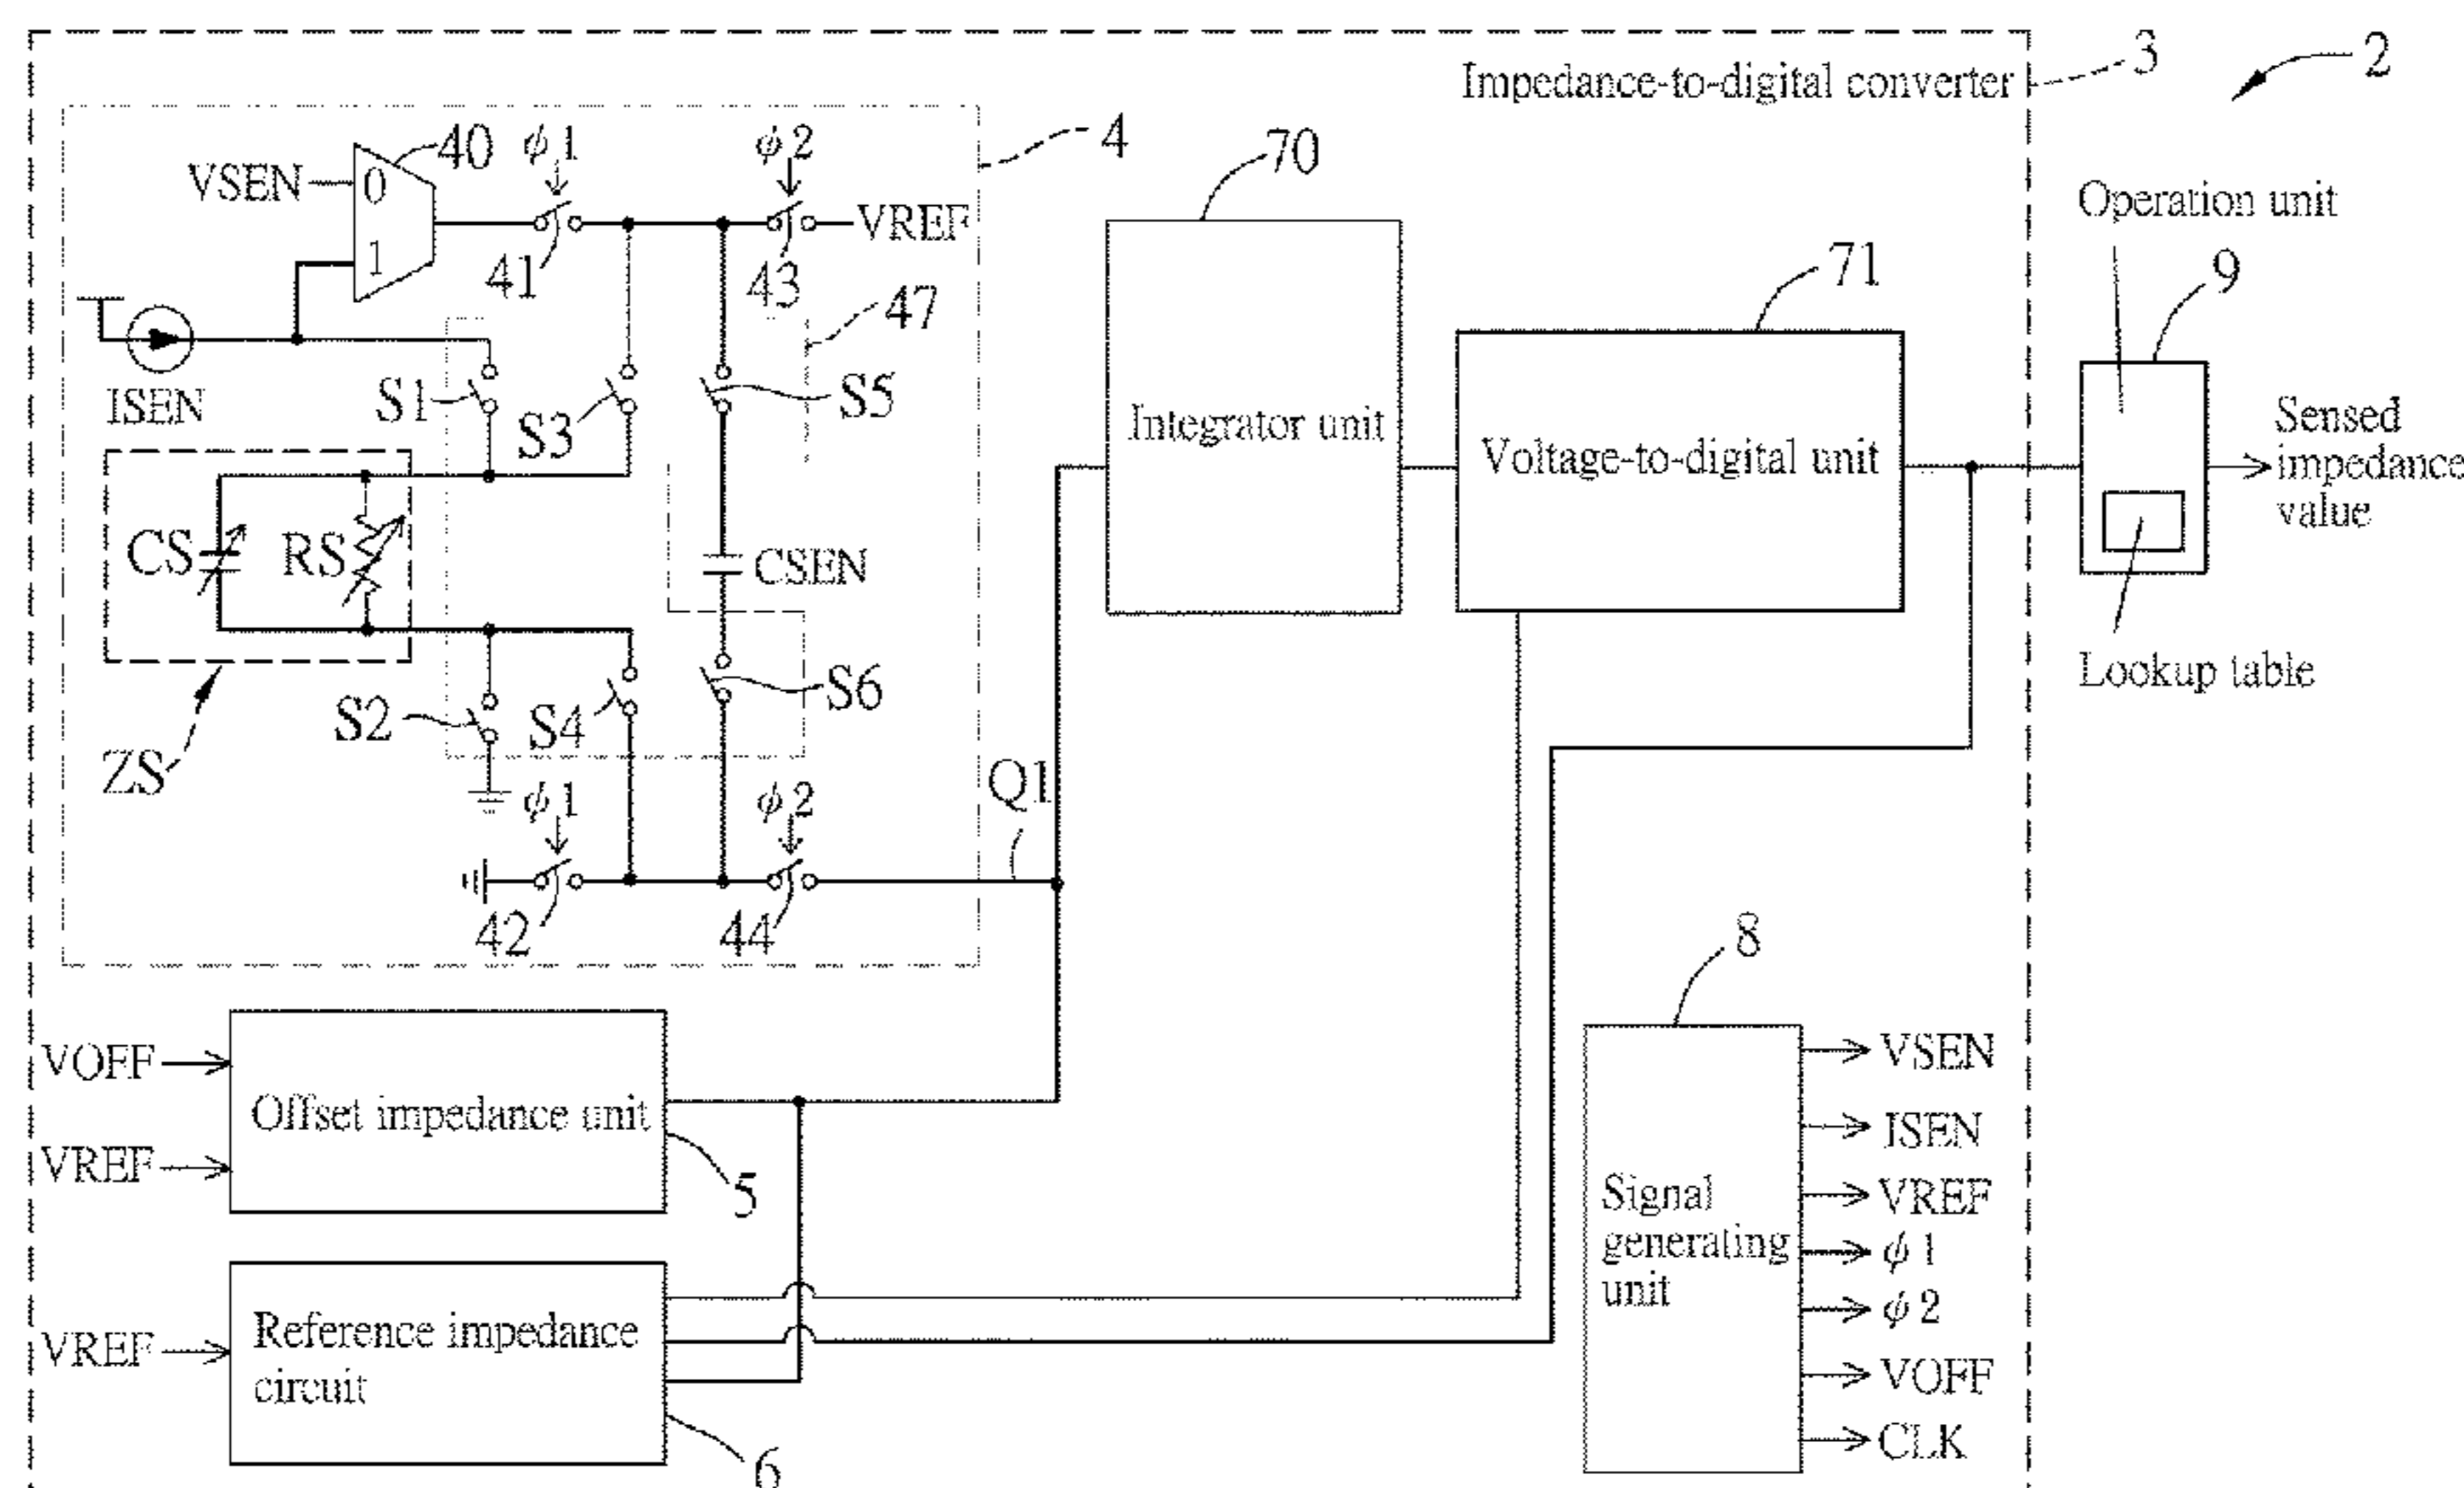 Impedance-to-digital converter
3
2
4
40
ϕ1
ϕ2
70
VSEN
0
1
VREF
41
43
47
71
Operation unit
9
ISEN
S1
S3
S5
Integrator unit
Voltage-to-digital unit
Sensed
impedance
value
CS
RS
CSEN
Lookup table
ZS
S2
S4
S6
ϕ1
ϕ2
Q1
42
44
8
VOFF
VREF
Offset impedance unit
5
VREF
Reference impedance
circuit
6
Signal
generating
unit
VSEN
ISEN
VREF
ϕ1
ϕ2
VOFF
CLK